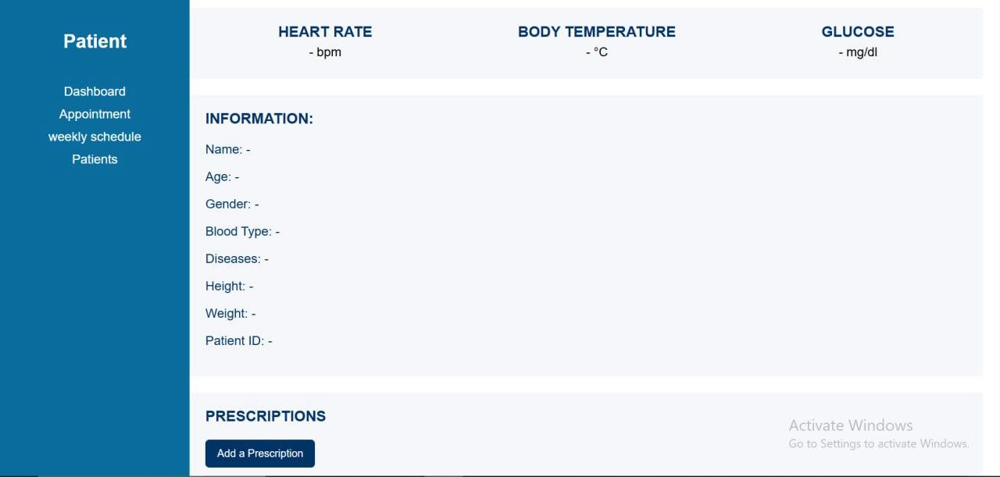 Patient
Dashboard
Appointment
weekly schedule
Patients
HEART RATE
- bpm
BODY TEMPERATURE
- °C
GLUCOSE
- mg/dl
INFORMATION:
Name: -
Age: -
Gender: -
Blood Type: -
Diseases: -
Height: -
Weight: -
Patient ID: -
PRESCRIPTIONS
Add a Prescription
Activate Windows
Go to Settings to activate Windows.